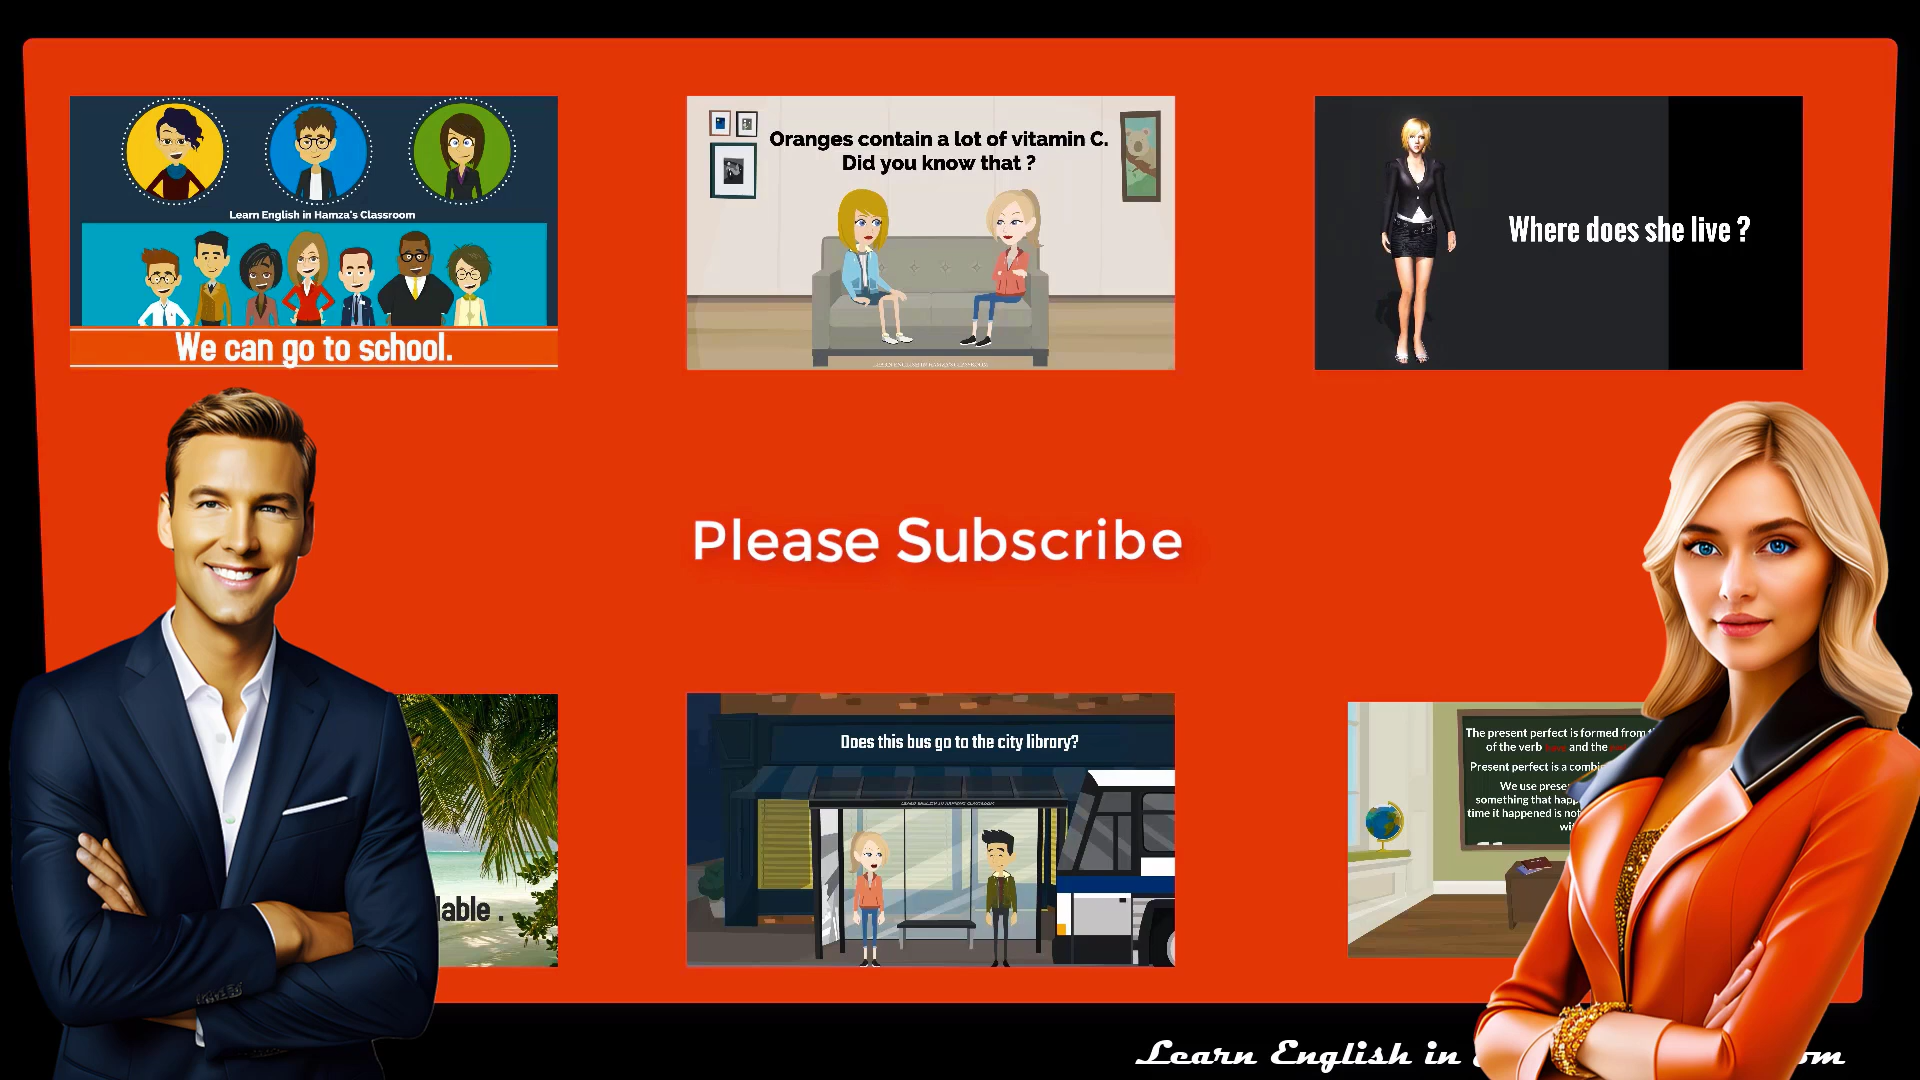 Learn English in Hamza's Classroom
We can go to school.
Oranges contain a lot of vitamin C.
Did you know that ?
Where does she live ?
Please Subscribe
lable .
Does this bus go to the city library?
The present perfect is formed from
of the verb have and the
Present perfect is a
We use
something that
time it happened is not
Learn English in